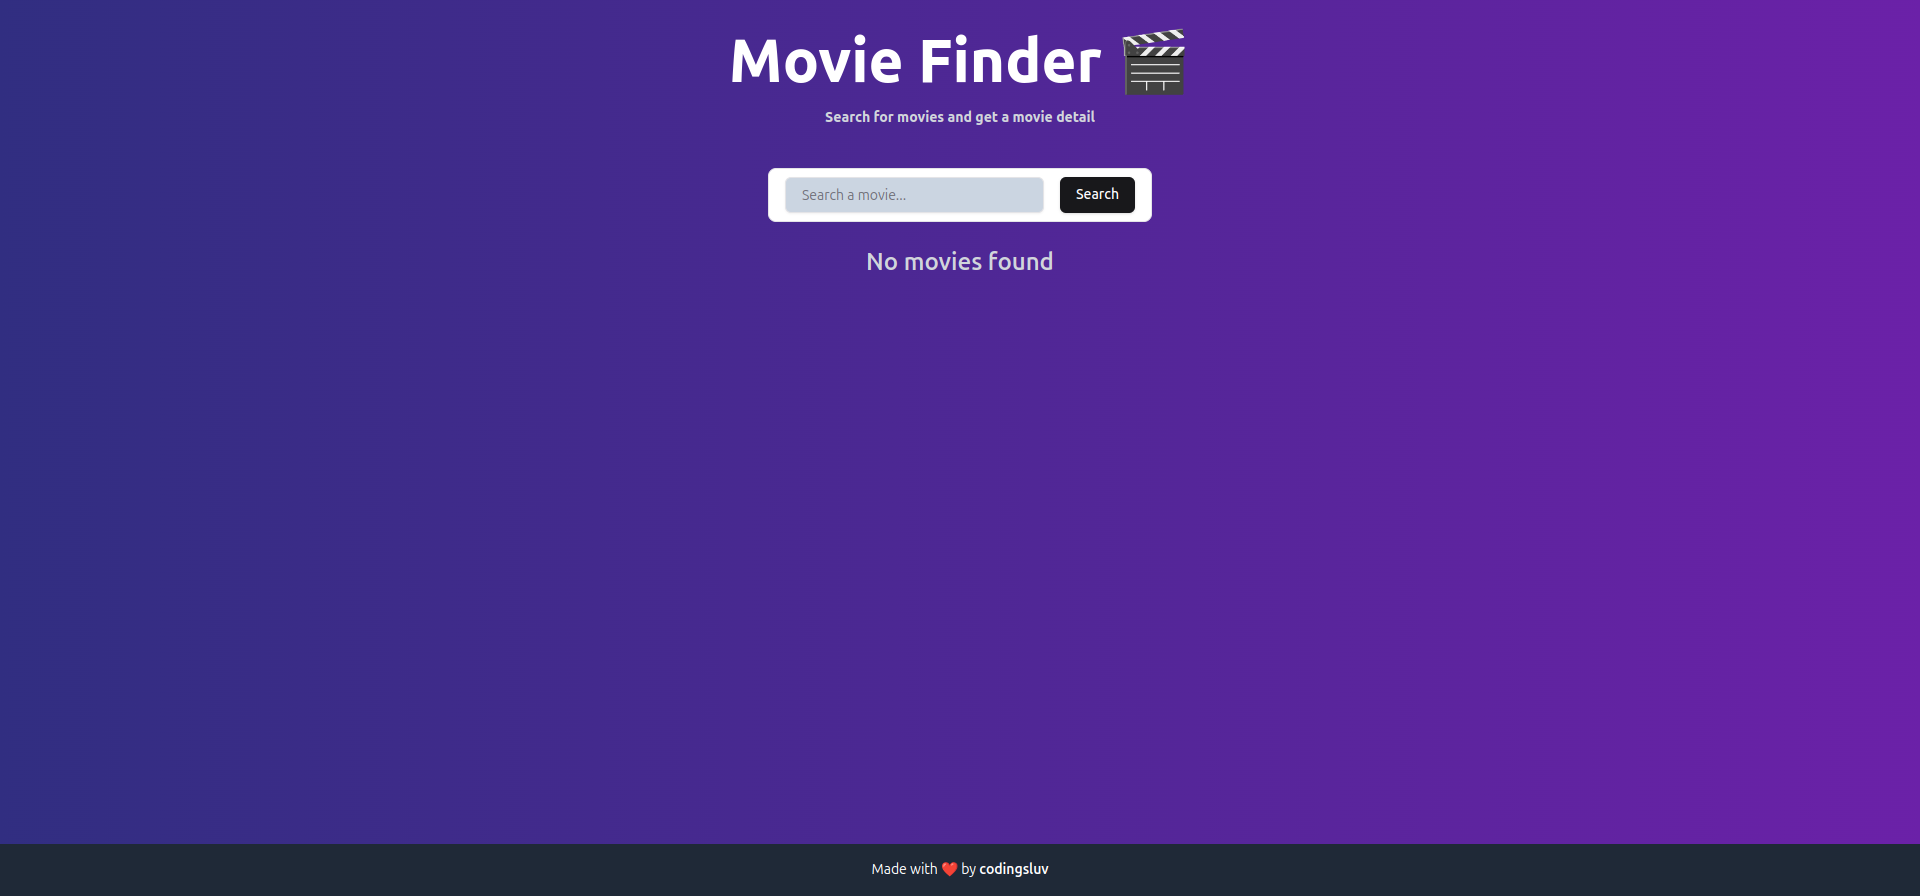 Movie Finder 🎬
Search for movies and get a movie detail
Search a movie...
Search
No movies found
Made with ❤️ by codingsluv